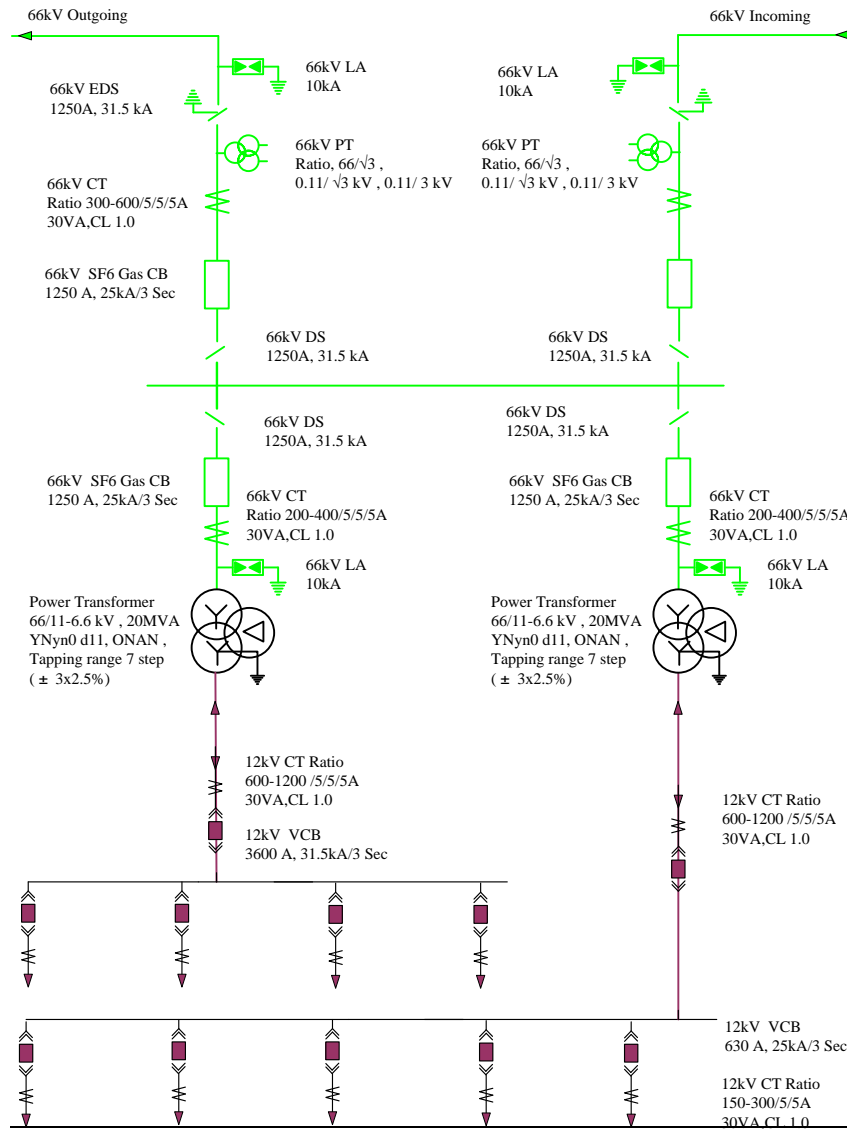 66kV Outgoing
66kV Incoming
66kV LA
10kA
66kV LA
10kA
66kV EDS
1250A, 31.5 kA
66kV PT
Ratio, 66/√3 ,
0.11/ √3 kV , 0.11/ 3 kV
66kV PT
Ratio, 66/√3 ,
0.11/ √3 kV , 0.11/ 3 kV
66kV CT
Ratio 300-600/5/5/5A
30VA,CL 1.0
66kV SF6 Gas CB
1250 A, 25kA/3 Sec
66kV DS
1250A, 31.5 kA
66kV DS
1250A, 31.5 kA
66kV DS
1250A, 31.5 kA
66kV DS
1250A, 31.5 kA
66kV SF6 Gas CB
1250 A, 25kA/3 Sec
66kV SF6 Gas CB
1250 A, 25kA/3 Sec
66kV CT
Ratio 200-400/5/5/5A
30VA,CL 1.0
66kV CT
Ratio 200-400/5/5/5A
30VA,CL 1.0
66kV LA
10kA
66kV LA
10kA
Power Transformer
66/11-6.6 kV , 20MVA
YNyn0 d11, ONAN ,
Tapping range 7 step
( ± 3x2.5%)
Power Transformer
66/11-6.6 kV , 20MVA
YNyn0 d11, ONAN ,
Tapping range 7 step
( ± 3x2.5%)
12kV CT Ratio
600-1200 /5/5/5A
30VA,CL 1.0
12kV VCB
3600 A, 31.5kA/3 Sec
12kV CT Ratio
600-1200 /5/5/5A
30VA,CL 1.0
12kV VCB
630 A, 25kA/3 Sec
12kV CT Ratio
150-300/5/5A
30VA,CL 1.0